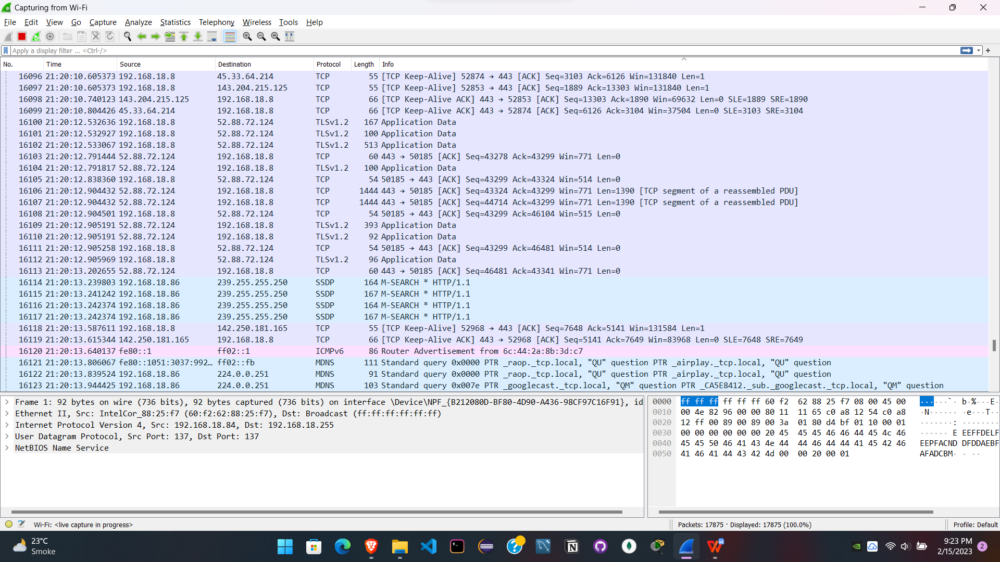 Capturing from Wi-Fi
File Edit View Go Capture Analyze Statistics Telephony Wireless Tools Help
Apply a display filter ... <Ctrl-/>
No. Time Source Destination Protocol Length Info
16096 21:20:10.605373 192.168.18.8 45.33.64.214 TCP 55 [TCP Keep-Alive] 52874 → 443 [ACK] Seq=3103 Ack=6126 Win=131840 Len=1
16097 21:20:10.605373 192.168.18.8 143.204.215.125 TCP 55 [TCP Keep-Alive] 52853 → 443 [ACK] Seq=1889 Ack=13303 Win=131840 Len=1
16098 21:20:10.740123 143.204.215.125 192.168.18.8 TCP 66 [TCP Keep-Alive ACK] 443 → 52853 [ACK] Seq=13303 Ack=1890 Win=69632 Len=0 SLE=1889 SRE=1890
16099 21:20:10.804426 45.33.64.214 192.168.18.8 TCP 66 [TCP Keep-Alive ACK] 443 → 52874 [ACK] Seq=6126 Ack=3104 Win=37504 Len=0 SLE=3103 SRE=3104
16100 21:20:12.532636 192.168.18.8 52.88.72.124 TLSv1.2 167 Application Data
16101 21:20:12.532927 192.168.18.8 52.88.72.124 TLSv1.2 100 Application Data
16102 21:20:12.533067 192.168.18.8 52.88.72.124 TLSv1.2 513 Application Data
16103 21:20:12.791444 52.88.72.124 192.168.18.8 TCP 60 443 → 50185 [ACK] Seq=43278 Ack=43299 Win=771 Len=0
16104 21:20:12.791817 52.88.72.124 192.168.18.8 TLSv1.2 100 Application Data
16105 21:20:12.838360 192.168.18.8 52.88.72.124 TCP 54 50185 → 443 [ACK] Seq=43299 Ack=43324 Win=514 Len=0
16106 21:20:12.904432 52.88.72.124 192.168.18.8 TCP 1444 443 → 50185 [ACK] Seq=43324 Ack=43299 Win=771 Len=1390 [TCP segment of a reassembled PDU]
16107 21:20:12.904432 52.88.72.124 192.168.18.8 TCP 1444 443 → 50185 [ACK] Seq=44714 Ack=43299 Win=771 Len=1390 [TCP segment of a reassembled PDU]
16108 21:20:12.904501 192.168.18.8 52.88.72.124 TCP 54 50185 → 443 [ACK] Seq=43299 Ack=46104 Win=515 Len=0
16109 21:20:12.905191 52.88.72.124 192.168.18.8 TLSv1.2 393 Application Data
16110 21:20:12.905191 52.88.72.124 192.168.18.8 TLSv1.2 92 Application Data
16111 21:20:12.905258 192.168.18.8 52.88.72.124 TCP 54 50185 → 443 [ACK] Seq=43299 Ack=46481 Win=514 Len=0
16112 21:20:12.905969 192.168.18.8 52.88.72.124 TLSv1.2 96 Application Data
16113 21:20:13.202655 52.88.72.124 192.168.18.8 TCP 60 443 → 50185 [ACK] Seq=46481 Ack=43341 Win=771 Len=0
16114 21:20:13.239803 192.168.18.86 239.255.255.250 SSDP 164 M-SEARCH * HTTP/1.1
16115 21:20:13.241242 192.168.18.86 239.255.255.250 SSDP 167 M-SEARCH * HTTP/1.1
16116 21:20:13.242374 192.168.18.86 239.255.255.250 SSDP 164 M-SEARCH * HTTP/1.1
16117 21:20:13.242374 192.168.18.86 239.255.255.250 SSDP 167 M-SEARCH * HTTP/1.1
16118 21:20:13.587611 192.168.18.8 142.250.181.165 TCP 55 [TCP Keep-Alive] 52968 → 443 [ACK] Seq=7648 Ack=5141 Win=131584 Len=1
16119 21:20:13.615344 142.250.181.165 192.168.18.8 TCP 66 [TCP Keep-Alive ACK] 443 → 52968 [ACK] Seq=5141 Ack=7649 Win=83968 Len=0 SLE=7648 SRE=7649
16120 21:20:13.640137 fe80::1 ff02::1 ICMPv6 86 Router Advertisement from 6c:44:2a:8b:3d:c7
16121 21:20:13.806067 fe80::1051:3037:992… ff02::fb MDNS 111 Standard query 0x0000 PTR _raop._tcp.local, "QU" question PTR _airplay._tcp.local, "QU" question
16122 21:20:13.839524 192.168.18.86 224.0.0.251 MDNS 91 Standard query 0x0000 PTR _raop._tcp.local, "QU" question PTR _airplay._tcp.local, "QU" question
16123 21:20:13.944425 192.168.18.86 224.0.0.251 MDNS 103 Standard query 0x007e PTR _googlecast._tcp.local, "QM" question PTR _CA5E8412._sub._googlecast._tcp.local, "QM" question
Frame 1: 92 bytes on wire (736 bits), 92 bytes captured (736 bits) on interface \Device\NPF_{B212080D-BF80-4D90-A436-98CF97C16F91}, id
Ethernet II, Src: IntelCor_88:25:f7 (60:f2:62:88:25:f7), Dst: Broadcast (ff:ff:ff:ff:ff:ff)
Internet Protocol Version 4, Src: 192.168.18.84, Dst: 192.168.18.255
User Datagram Protocol, Src Port: 137, Dst Port: 137
NetBIOS Name Service
0000 ff ff ff ff ff ff 60 f2 62 88 25 f7 08 00 45 00 ······`· b·%···E·
0010 00 4e 82 96 00 00 80 11 11 65 c0 a8 12 54 c0 a8 ·N······ ·e···T··
0020 12 ff 00 89 00 89 00 3a 01 80 d4 bf 01 10 00 01 ·······: ········
0030 00 00 00 00 00 00 20 45 45 45 46 46 44 45 4c 46 ······ E EEFFDELF
0040 45 45 50 46 41 43 4e 44 44 46 44 44 41 45 42 46 EEPFACND DFDDAEBF
0050 41 46 41 44 43 42 4d 00 00 20 00 01 AFADCBM· · ··
Wi-Fi: <live capture in progress>
Packets: 17875 · Displayed: 17875 (100.0%)
Profile: Default
23°C
Smoke
9:23 PM
2/15/2023
2